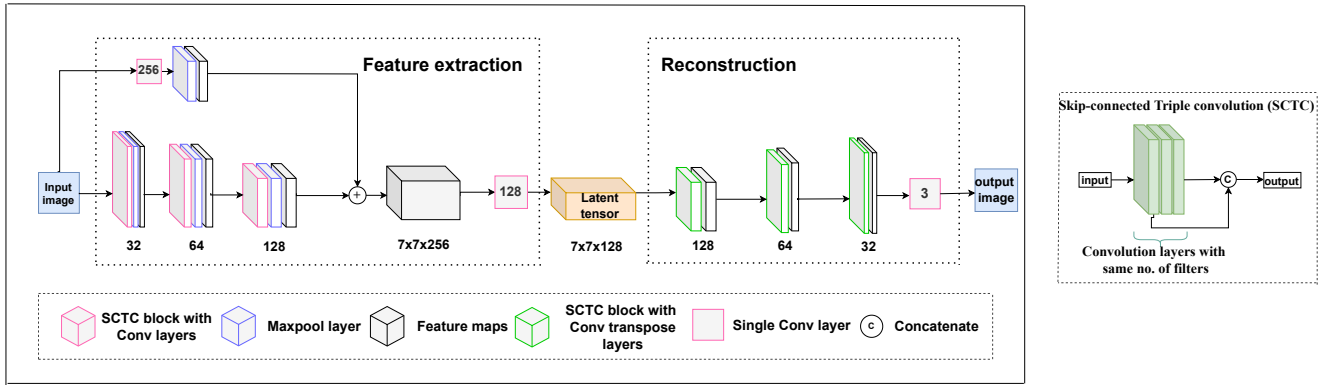 Feature extraction
Reconstruction
256
Input
image
32
64
128
+
7x7x256
128
Latent
tensor
7x7x128
128
64
32
3
output
image
SCTC block with
Conv layers
Maxpool layer
Feature maps
SCTC block with
Conv transpose
layers
Single Conv layer
C
Concatenate
Skip-connected Triple convolution (SCTC)
input
C
output
Convolution layers with
same no. of filters